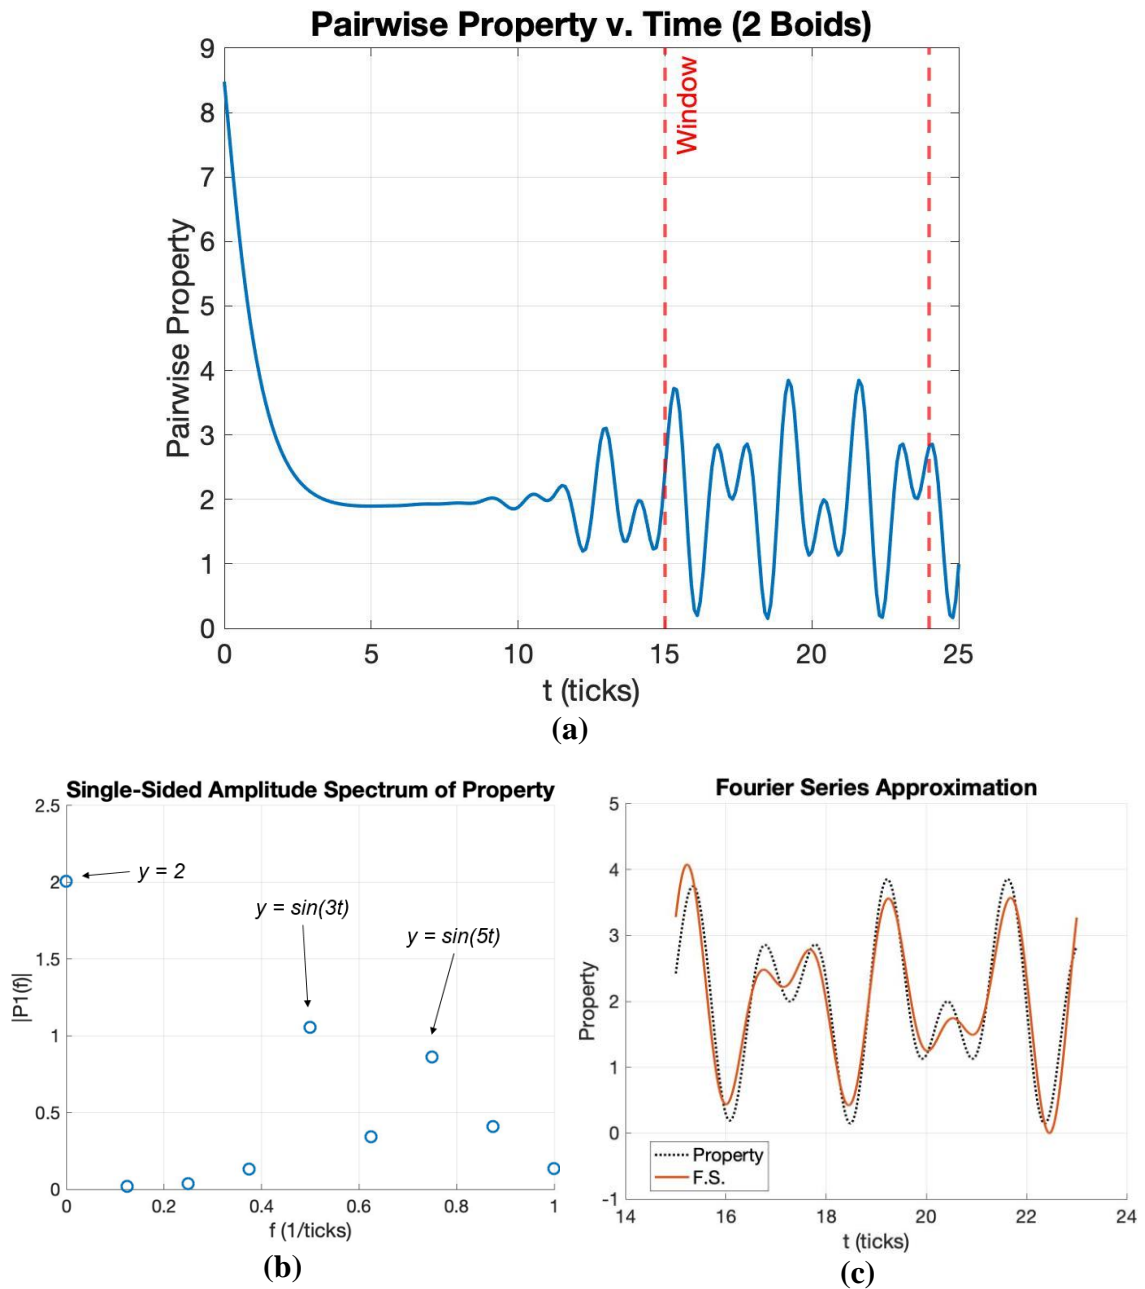 Pairwise Property v. Time (2 Boids)
9
8
7
6
5
4
3
2
1
0
Pairwise Property
Window
0 5 10 15 20 25
t (ticks)
(a)
Single-Sided Amplitude Spectrum of Property
2.5
2
1.5
1
0.5
0
|P1(f)|
y = 2
y = sin(3t)
y = sin(5t)
0 0.2 0.4 0.6 0.8 1
f (1/ticks)
(b)
Fourier Series Approximation
5
4
3
2
1
0
-1
Property
Property
F.S.
14 16 18 20 22 24
t (ticks)
(c)